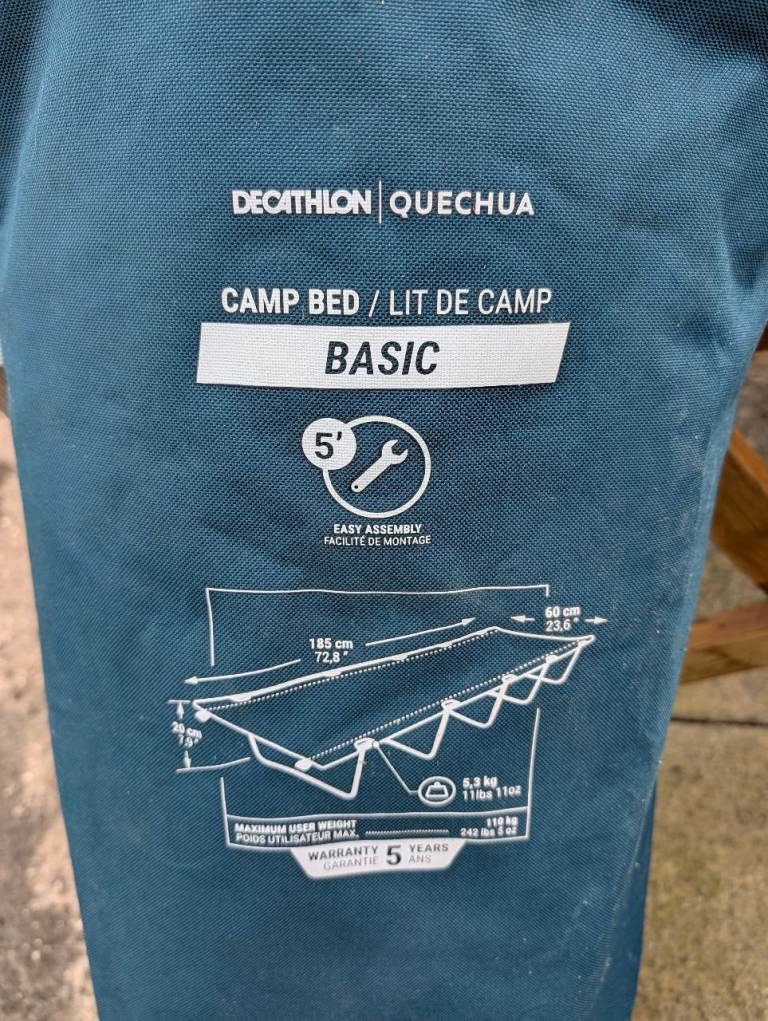 DECATHLON | QUECHUA
CAMP BED / LIT DE CAMP
BASIC
5'
EASY ASSEMBLY
FACILITÉ DE MONTAGE
60 cm
23,6 "
185 cm
72,8 "
20 cm
7,9"
5,3 kg
11lbs 11oz
MAXIMUM USER WEIGHT 110 kg
POIDS UTILISATEUR MAX. 242 lbs 5 oz
WARRANTY 5 YEARS
GARANTIE ANS